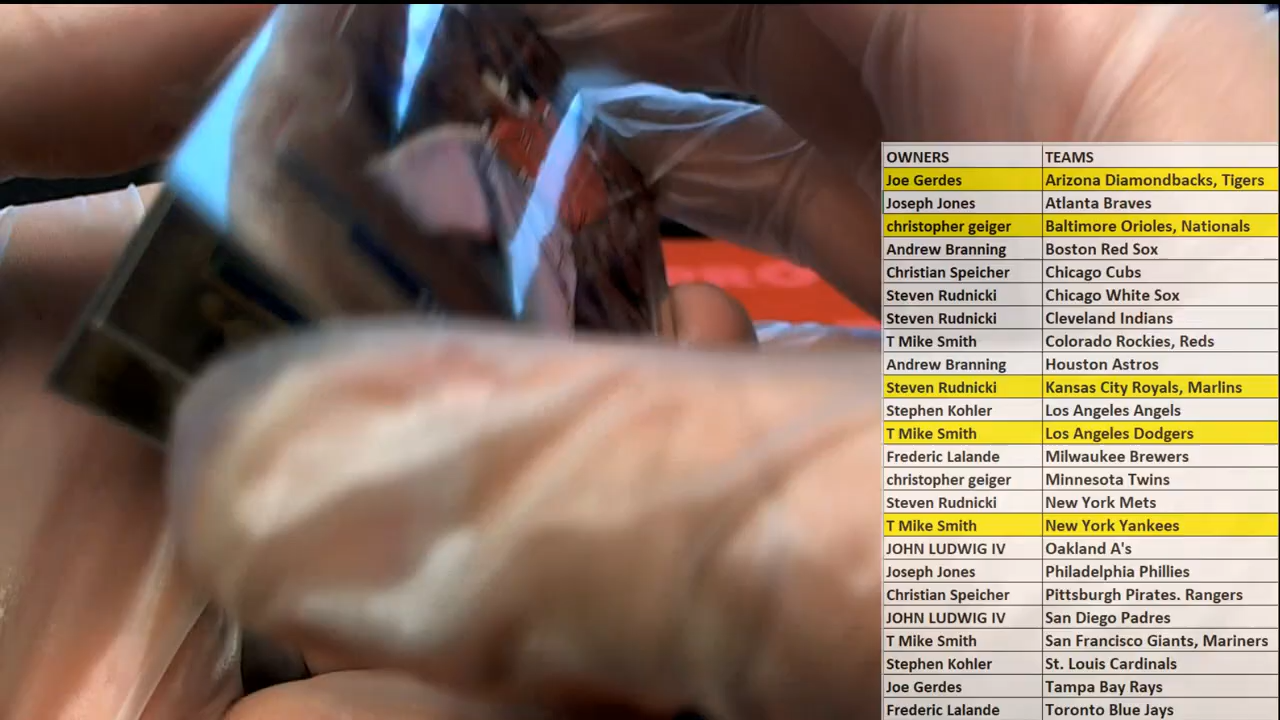 OWNERS TEAMS
Joe Gerdes Arizona Diamondbacks, Tigers
Joseph Jones Atlanta Braves
christopher geiger Baltimore Orioles, Nationals
Andrew Branning Boston Red Sox
Christian Speicher Chicago Cubs
Steven Rudnicki Chicago White Sox
Steven Rudnicki Cleveland Indians
T Mike Smith Colorado Rockies, Reds
Andrew Branning Houston Astros
Steven Rudnicki Kansas City Royals, Marlins
Stephen Kohler Los Angeles Angels
T Mike Smith Los Angeles Dodgers
Frederic Lalande Milwaukee Brewers
christopher geiger Minnesota Twins
Steven Rudnicki New York Mets
T Mike Smith New York Yankees
JOHN LUDWIG IV Oakland A's
Joseph Jones Philadelphia Phillies
Christian Speicher Pittsburgh Pirates. Rangers
JOHN LUDWIG IV San Diego Padres
T Mike Smith San Francisco Giants, Mariners
Stephen Kohler St. Louis Cardinals
Joe Gerdes Tampa Bay Rays
Frederic Lalande Toronto Blue Jays